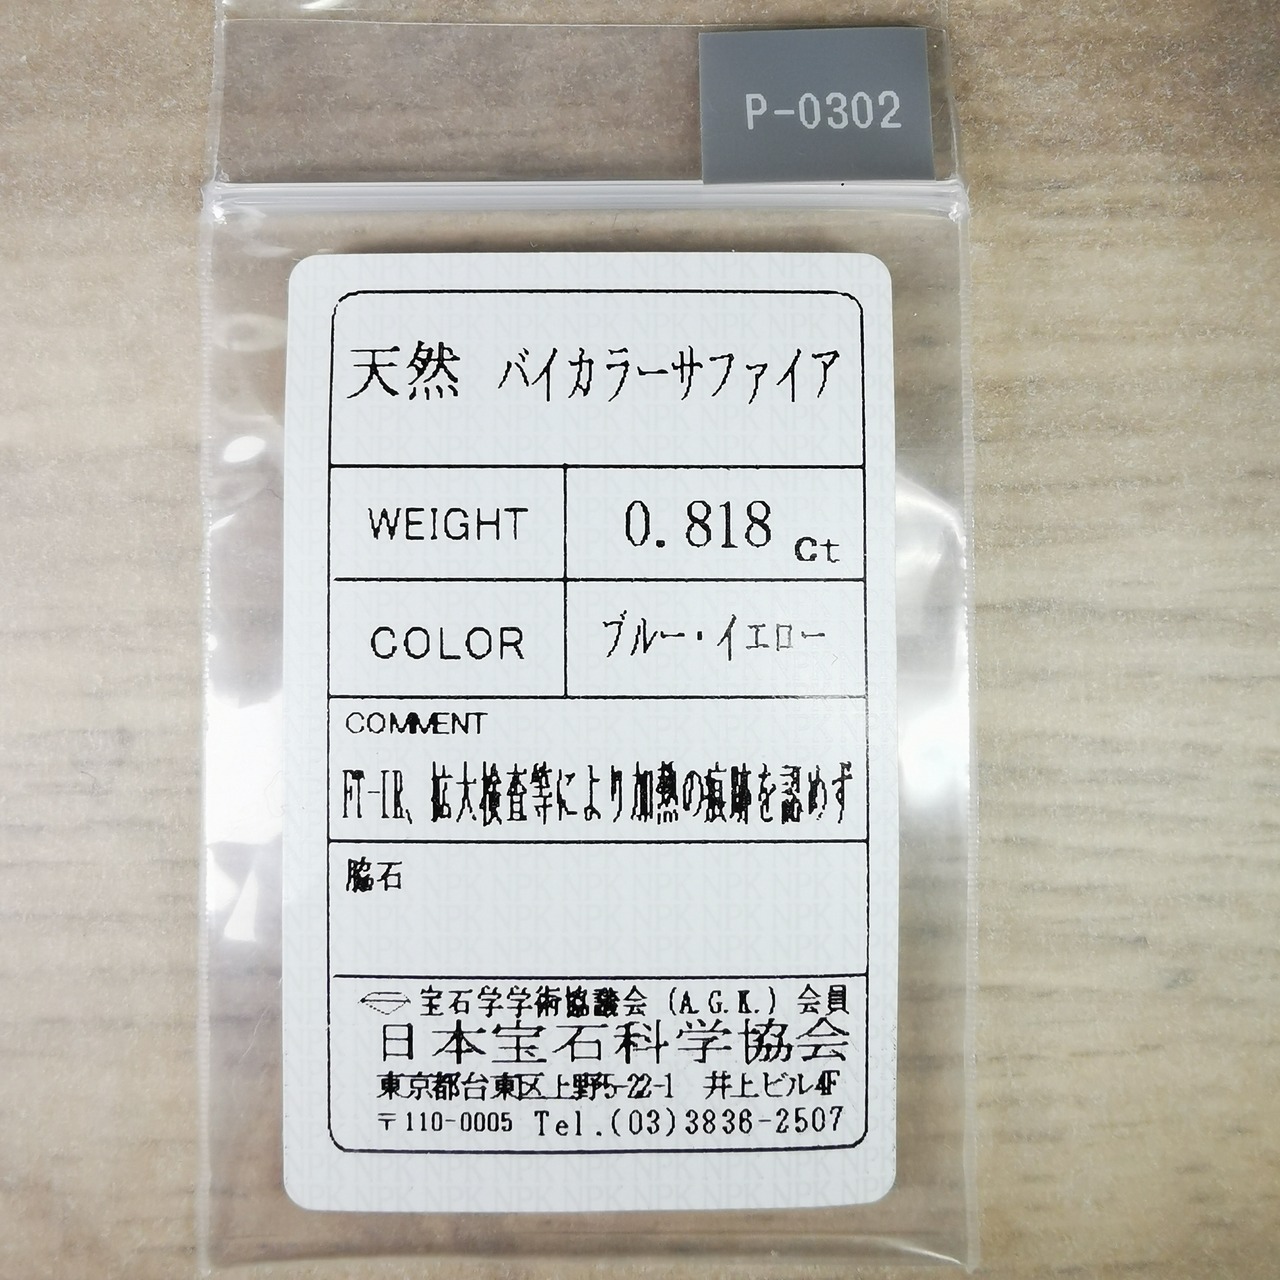 P-0302
天然 バイカラーサファイア
WEIGHT 0.818 ct
COLOR ブルー・イエロー
COMMENT
FT-IR、拡大検査等により加熱の痕跡を認めず
脇石
宝石学学術協議会 (A.G.K.) 会員
日本宝石科学協会
東京都台東区上野5-22-1 井上ビル4F
〒110-0005 Tel.(03)3836-2507